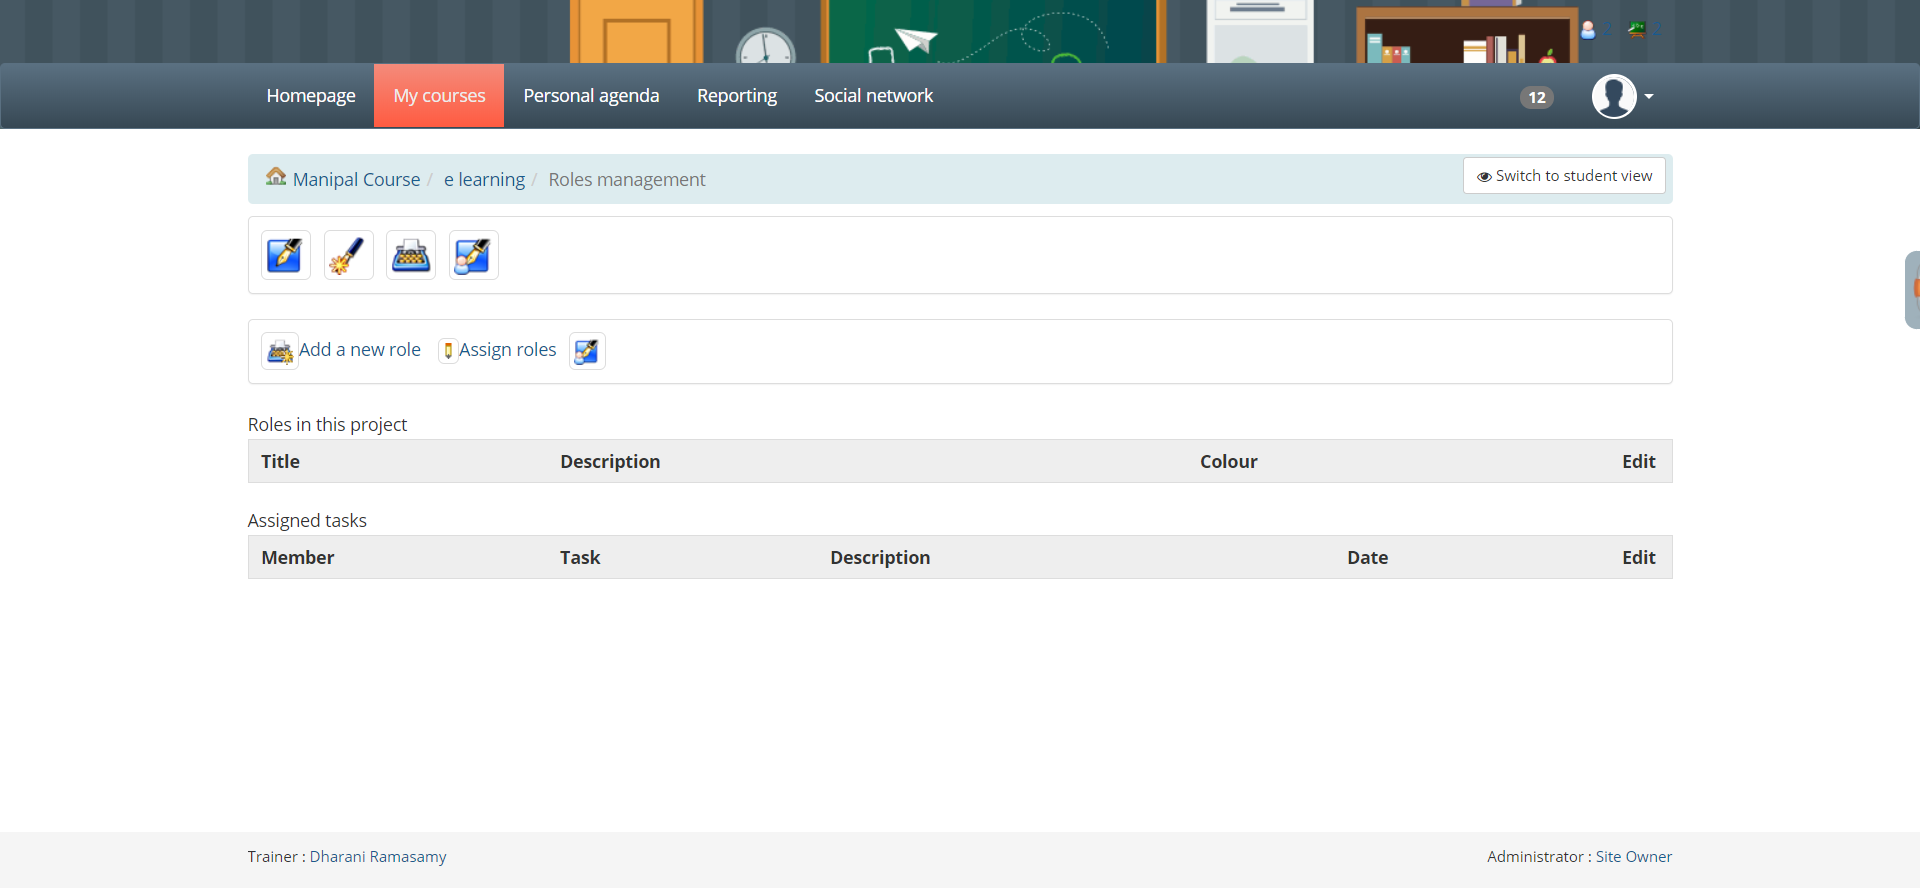 2 2
Homepage My courses Personal agenda Reporting Social network 12
Manipal Course / e learning / Roles management Switch to student view
Add a new role Assign roles
Roles in this project
Title Description Colour Edit
Assigned tasks
Member Task Description Date Edit
Trainer : Dharani Ramasamy Administrator : Site Owner